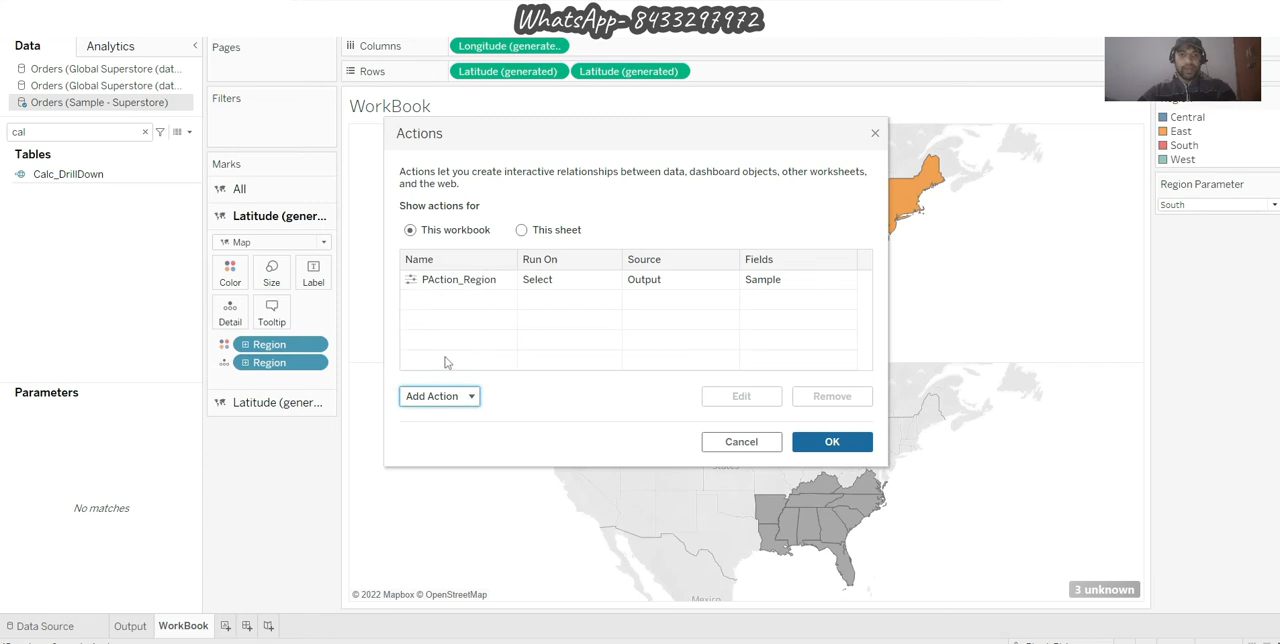 WhatsApp- 8433297972
Data
Analytics
Pages
Columns
Longitude (generate..
Orders (Global Superstore (dat...
Orders (Global Superstore (dat...
Orders (Sample - Superstore)
Rows
Latitude (generated)
Latitude (generated)
Filters
WorkBook
cal
Tables
Calc_DrillDown
Marks
All
Latitude (gener...
Map
Color
Size
Label
Detail
Tooltip
Region
Region
Latitude (gener...
Parameters
No matches
Actions
Actions let you create interactive relationships between data, dashboard objects, other worksheets,
and the web.
Show actions for
This workbook
This sheet
Name
Run On
Source
Fields
PAction_Region
Select
Output
Sample
Add Action
Edit
Remove
Cancel
OK
Central
East
South
West
Region Parameter
South
Mexico
© 2022 Mapbox © OpenStreetMap
3 unknown
Data Source
Output
WorkBook